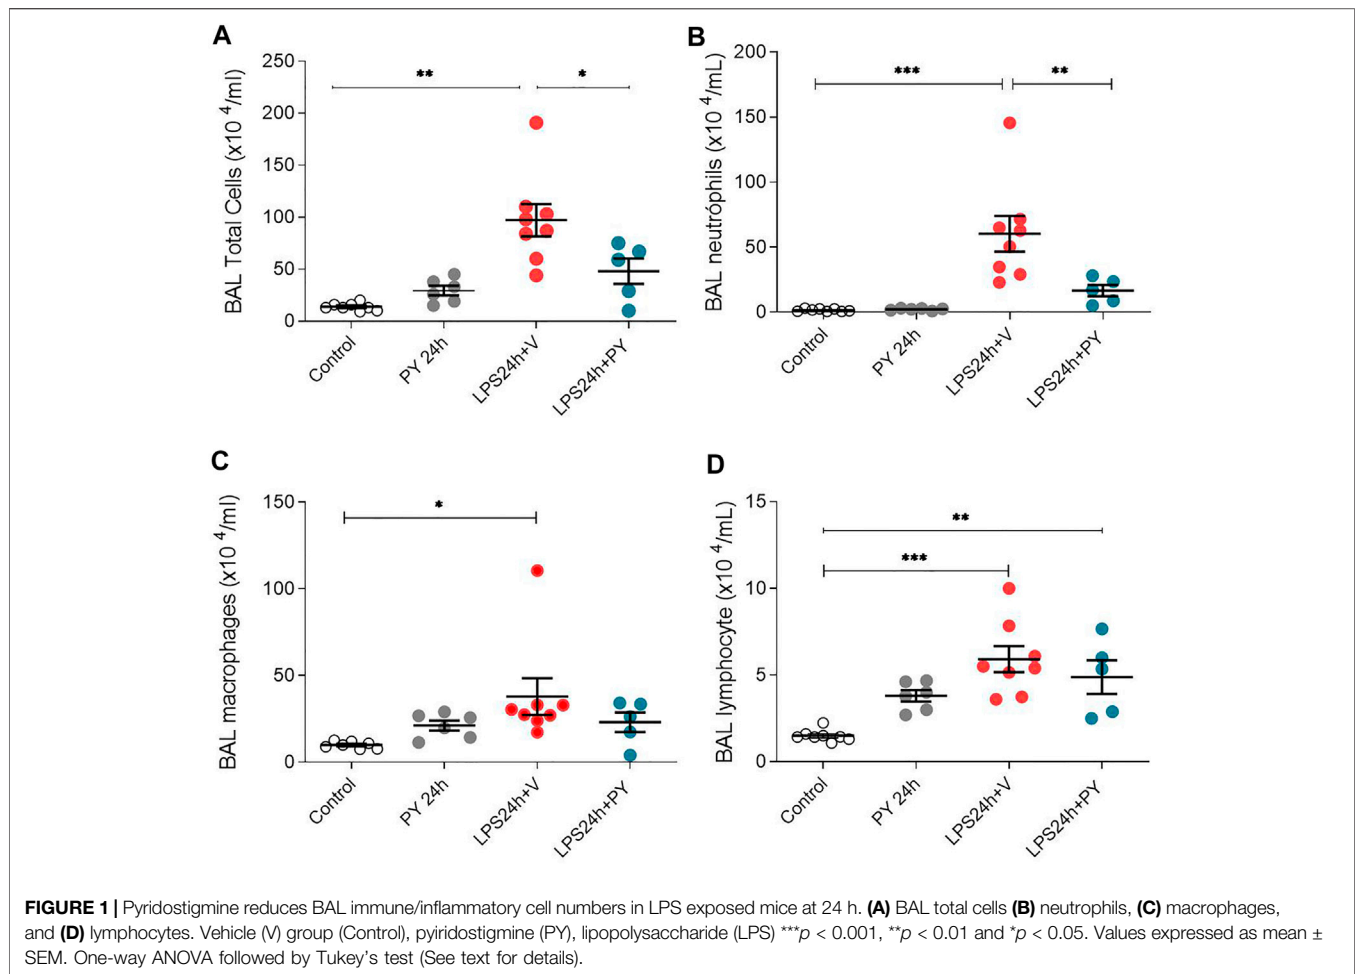 A
BAL Total Cells (x10 4/ml)
250
200
150
100
50
0
**
*
Control
PY 24h
LPS24h+V
LPS24h+PY
B
BAL neutróphils (x10 4/mL)
200
150
100
50
0
***
**
Control
PY 24h
LPS24h+V
LPS24h+PY
C
BAL macrophages (x10 4/ml)
150
100
50
0
*
Control
PY 24h
LPS24h+V
LPS24h+PY
D
BAL lymphocyte (x10 4/mL)
15
10
5
0
**
***
Control
PY 24h
LPS24h+V
LPS24h+PY
FIGURE 1 | Pyridostigmine reduces BAL immune/inflammatory cell numbers in LPS exposed mice at 24 h. (A) BAL total cells (B) neutrophils, (C) macrophages,
and (D) lymphocytes. Vehicle (V) group (Control), pyiridostigmine (PY), lipopolysaccharide (LPS) ***p < 0.001, **p < 0.01 and *p < 0.05. Values expressed as mean ±
SEM. One-way ANOVA followed by Tukey's test (See text for details).